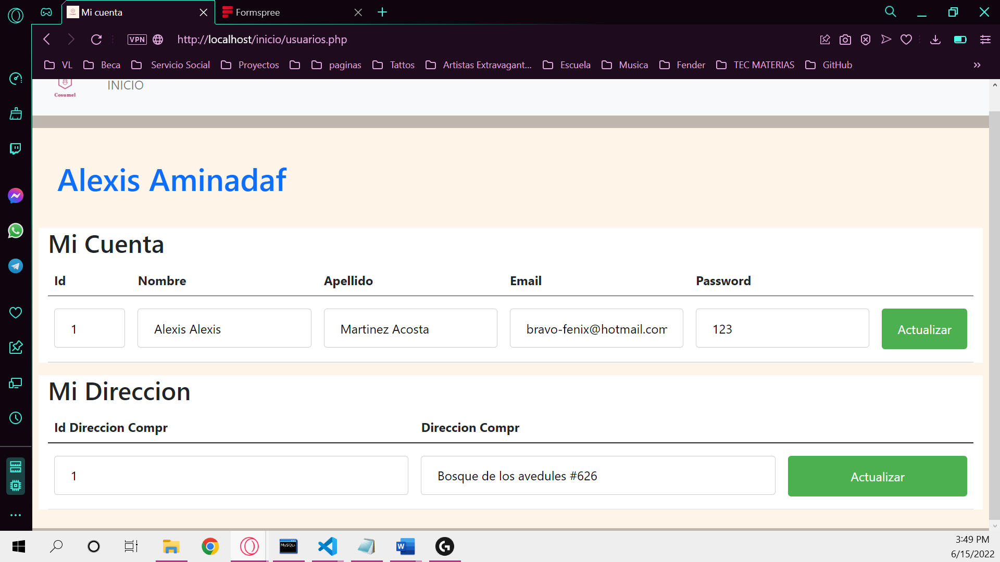 Mi cuenta
Formspree
VPN
http://localhost/inicio/usuarios.php
VL
Beca
Servicio Social
Proyectos
paginas
Tattos
Artistas Extravagant...
Escuela
Musica
Fender
TEC MATERIAS
GitHub
»
Cosumel
INICIO
Alexis Aminadaf
Mi Cuenta
Id Nombre Apellido Email Password
1 Alexis Alexis Martinez Acosta bravo-fenix@hotmail.com 123 Actualizar
Mi Direccion
Id Direccion Compr Direccion Compr
1 Bosque de los avedules #626 Actualizar
MySQL
W
3:49 PM
6/15/2022